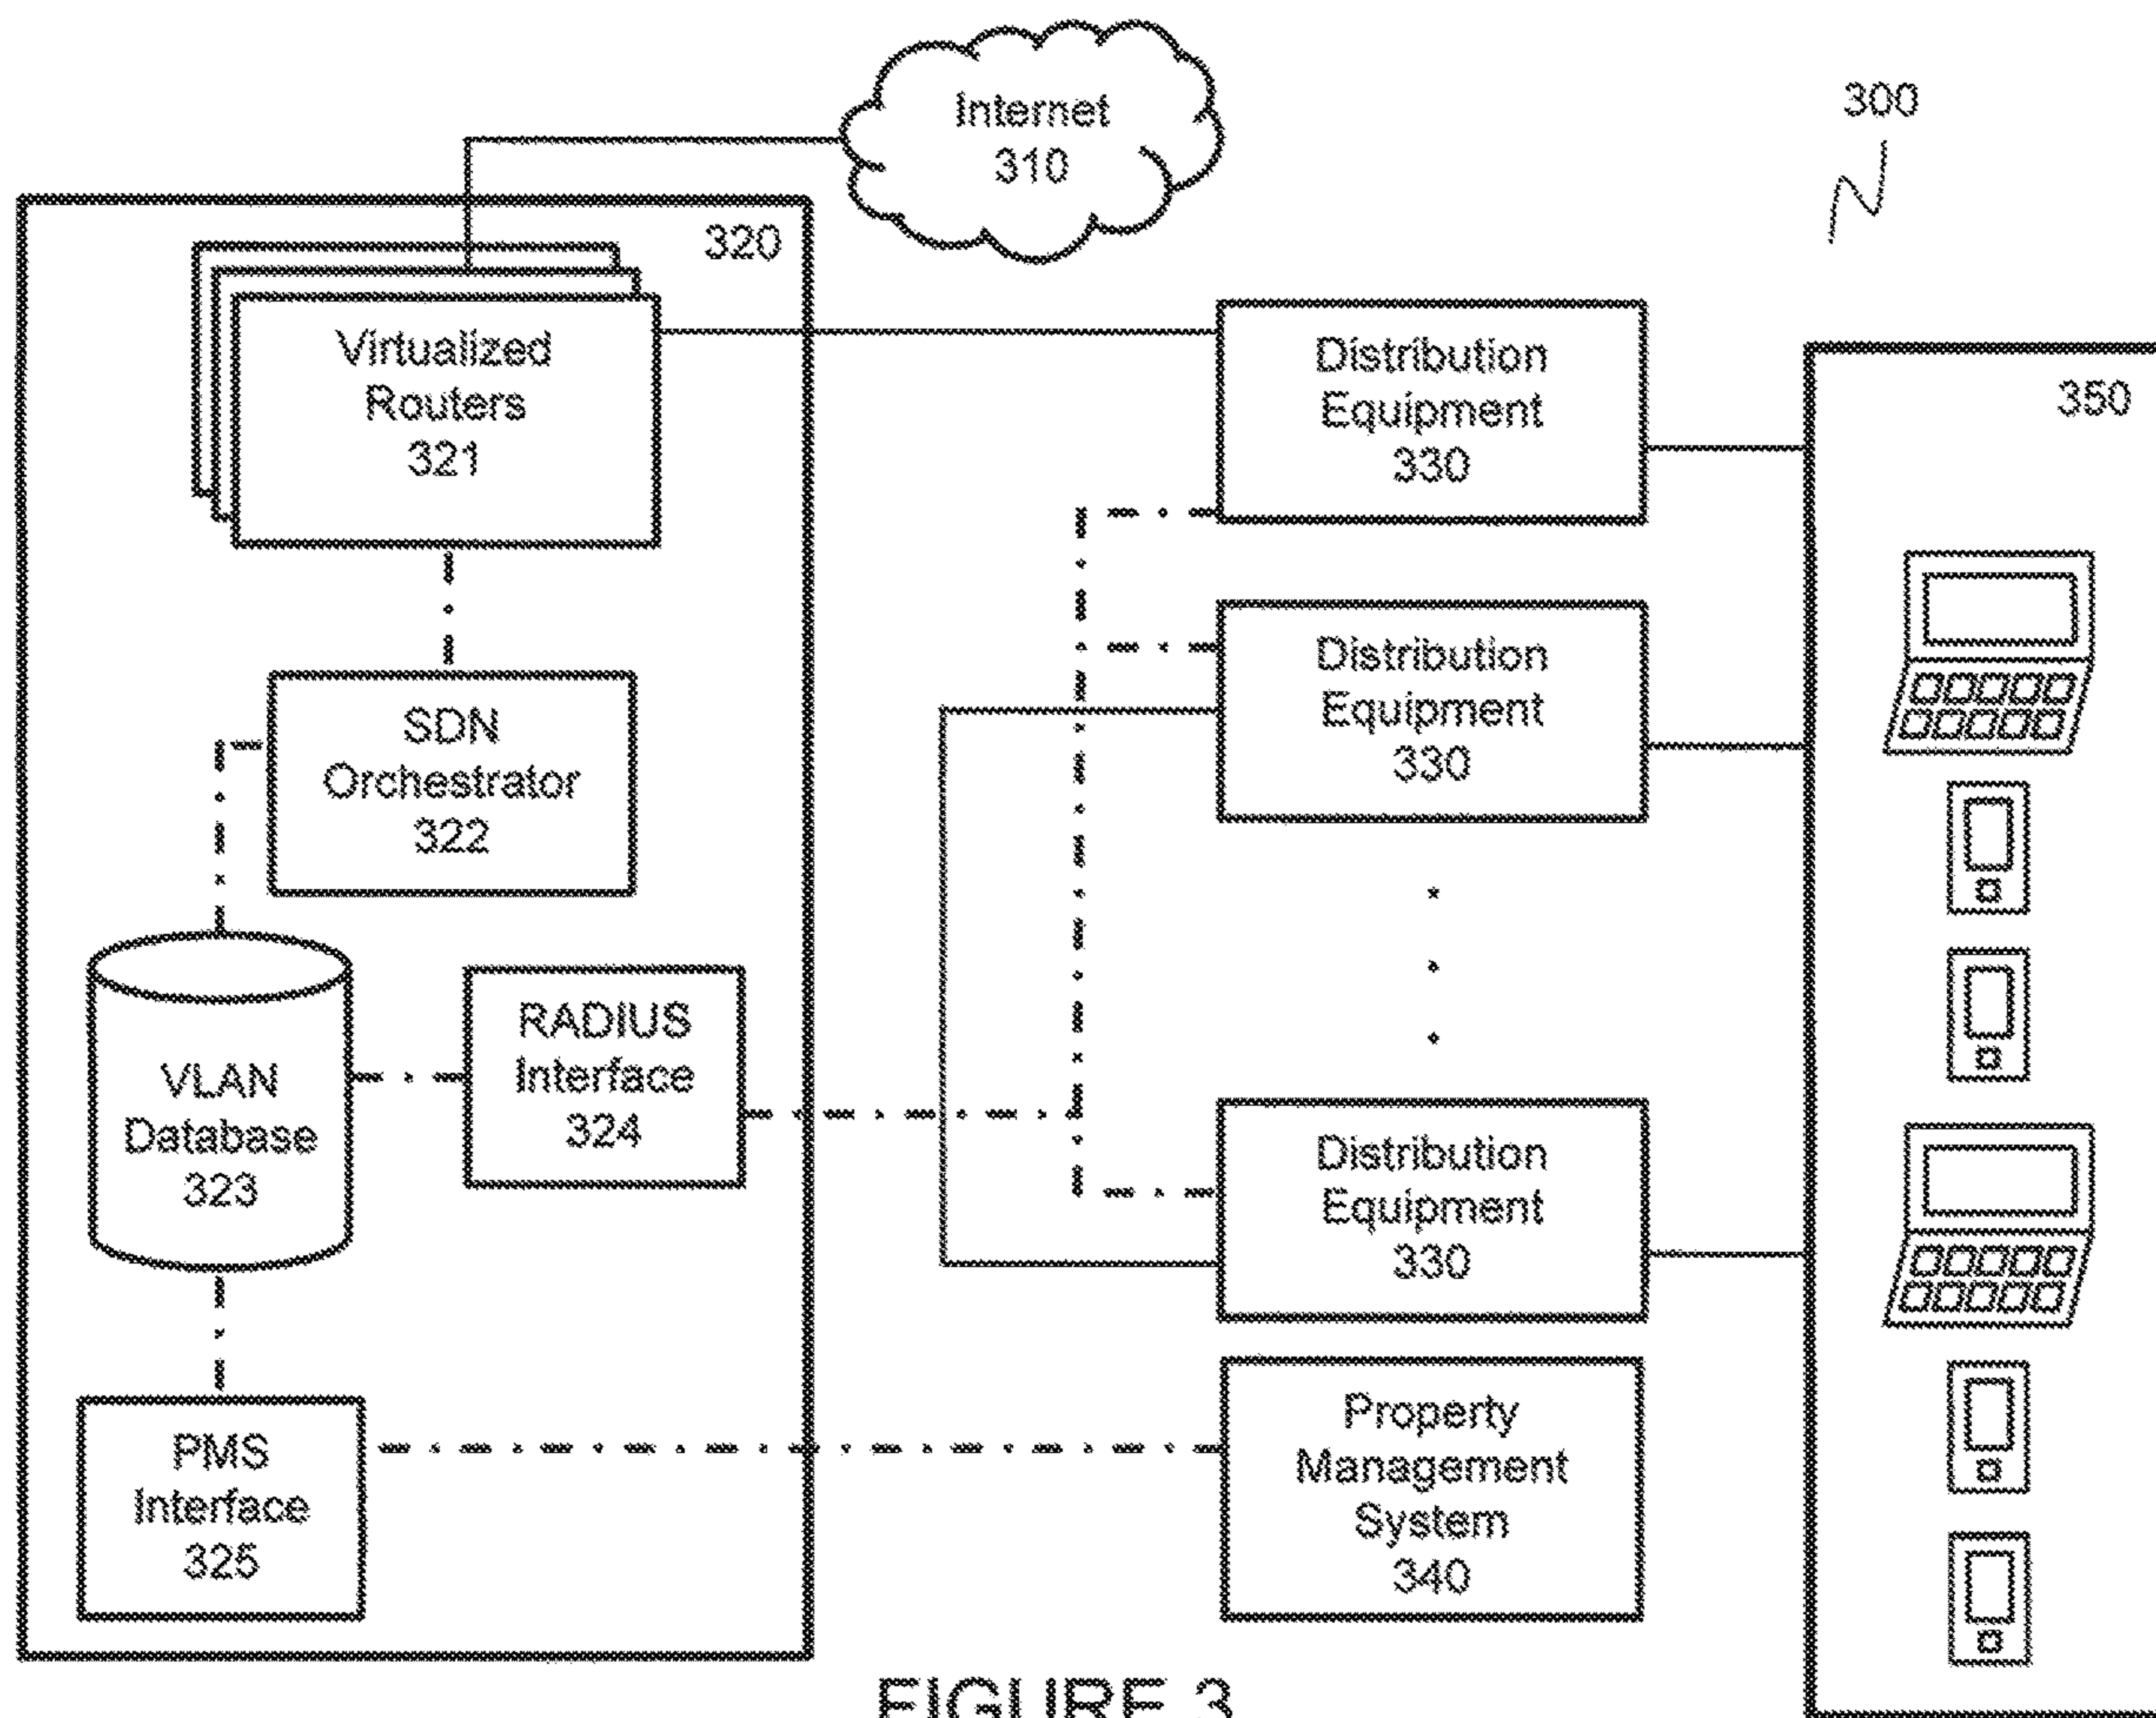 Internet
310
300
320
Virtualized
Routers
321
Distribution
Equipment
330
350
SDN
Orchestrator
322
Distribution
Equipment
330
VLAN
Database
323
RADIUS
Interface
324
Distribution
Equipment
330
PMS
Interface
325
Property
Management
System
340
FIGURE 3